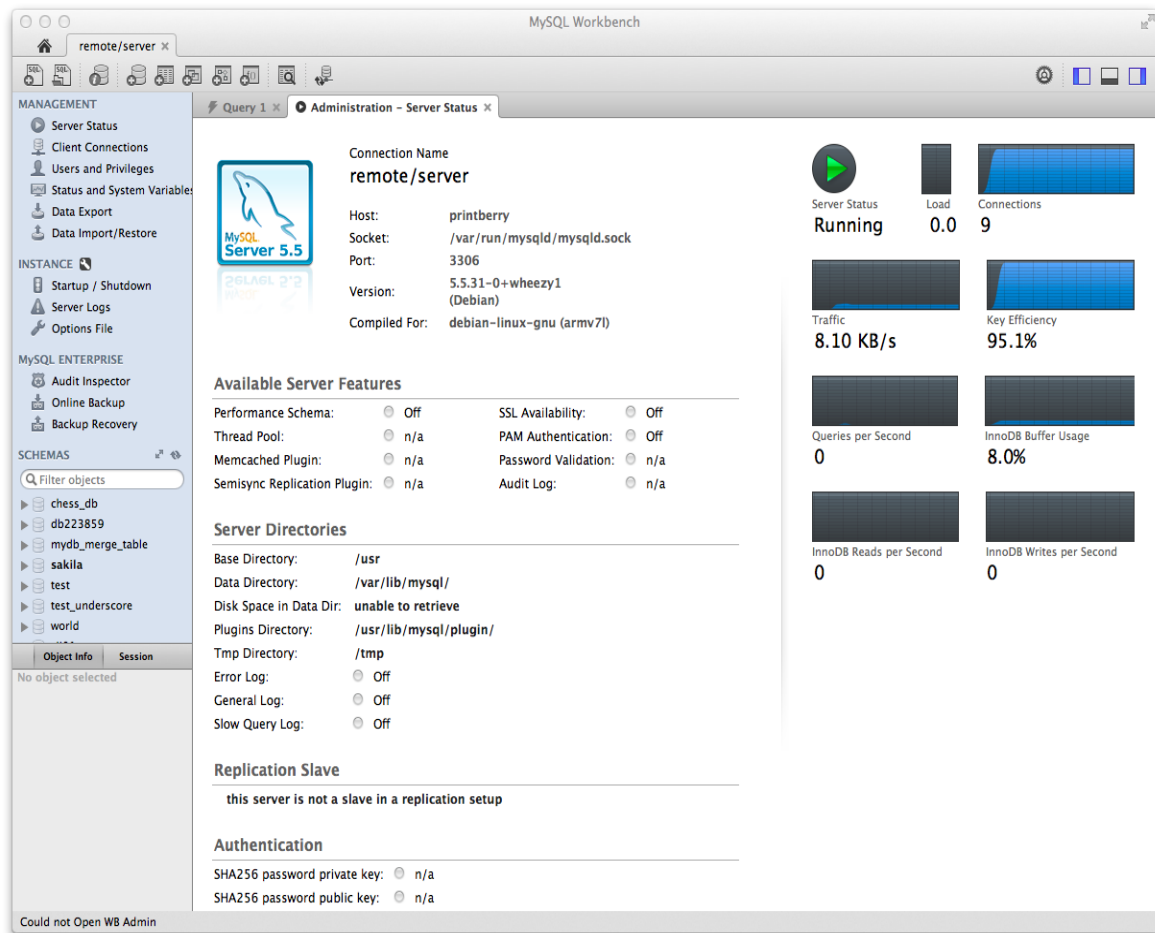 MySQL Workbench
remote/server
SQL
SQL
MANAGEMENT
Server Status
Client Connections
Users and Privileges
Status and System Variables
Data Export
Data Import/Restore
INSTANCE
Startup / Shutdown
Server Logs
Options File
MySQL ENTERPRISE
Audit Inspector
Online Backup
Backup Recovery
SCHEMAS
Filter objects
chess_db
db223859
mydb_merge_table
sakila
test
test_underscore
world
Object Info Session
No object selected
Query 1
Administration - Server Status
MySQL
Server 5.5
Connection Name
remote/server
Host: printberry
Socket: /var/run/mysqld/mysqld.sock
Port: 3306
Version: 5.5.31-0+wheezy1
(Debian)
Compiled For: debian-linux-gnu (armv7l)
Available Server Features
Performance Schema: Off SSL Availability: Off
Thread Pool: n/a PAM Authentication: Off
Memcached Plugin: n/a Password Validation: n/a
Semisync Replication Plugin: n/a Audit Log: n/a
Server Directories
Base Directory: /usr
Data Directory: /var/lib/mysql/
Disk Space in Data Dir: unable to retrieve
Plugins Directory: /usr/lib/mysql/plugin/
Tmp Directory: /tmp
Error Log: Off
General Log: Off
Slow Query Log: Off
Replication Slave
this server is not a slave in a replication setup
Authentication
SHA256 password private key: n/a
SHA256 password public key: n/a
Server Status Load Connections
Running 0.0 9
Traffic Key Efficiency
8.10 KB/s 95.1%
Queries per Second InnoDB Buffer Usage
0 8.0%
InnoDB Reads per Second InnoDB Writes per Second
0 0
Could not Open WB Admin